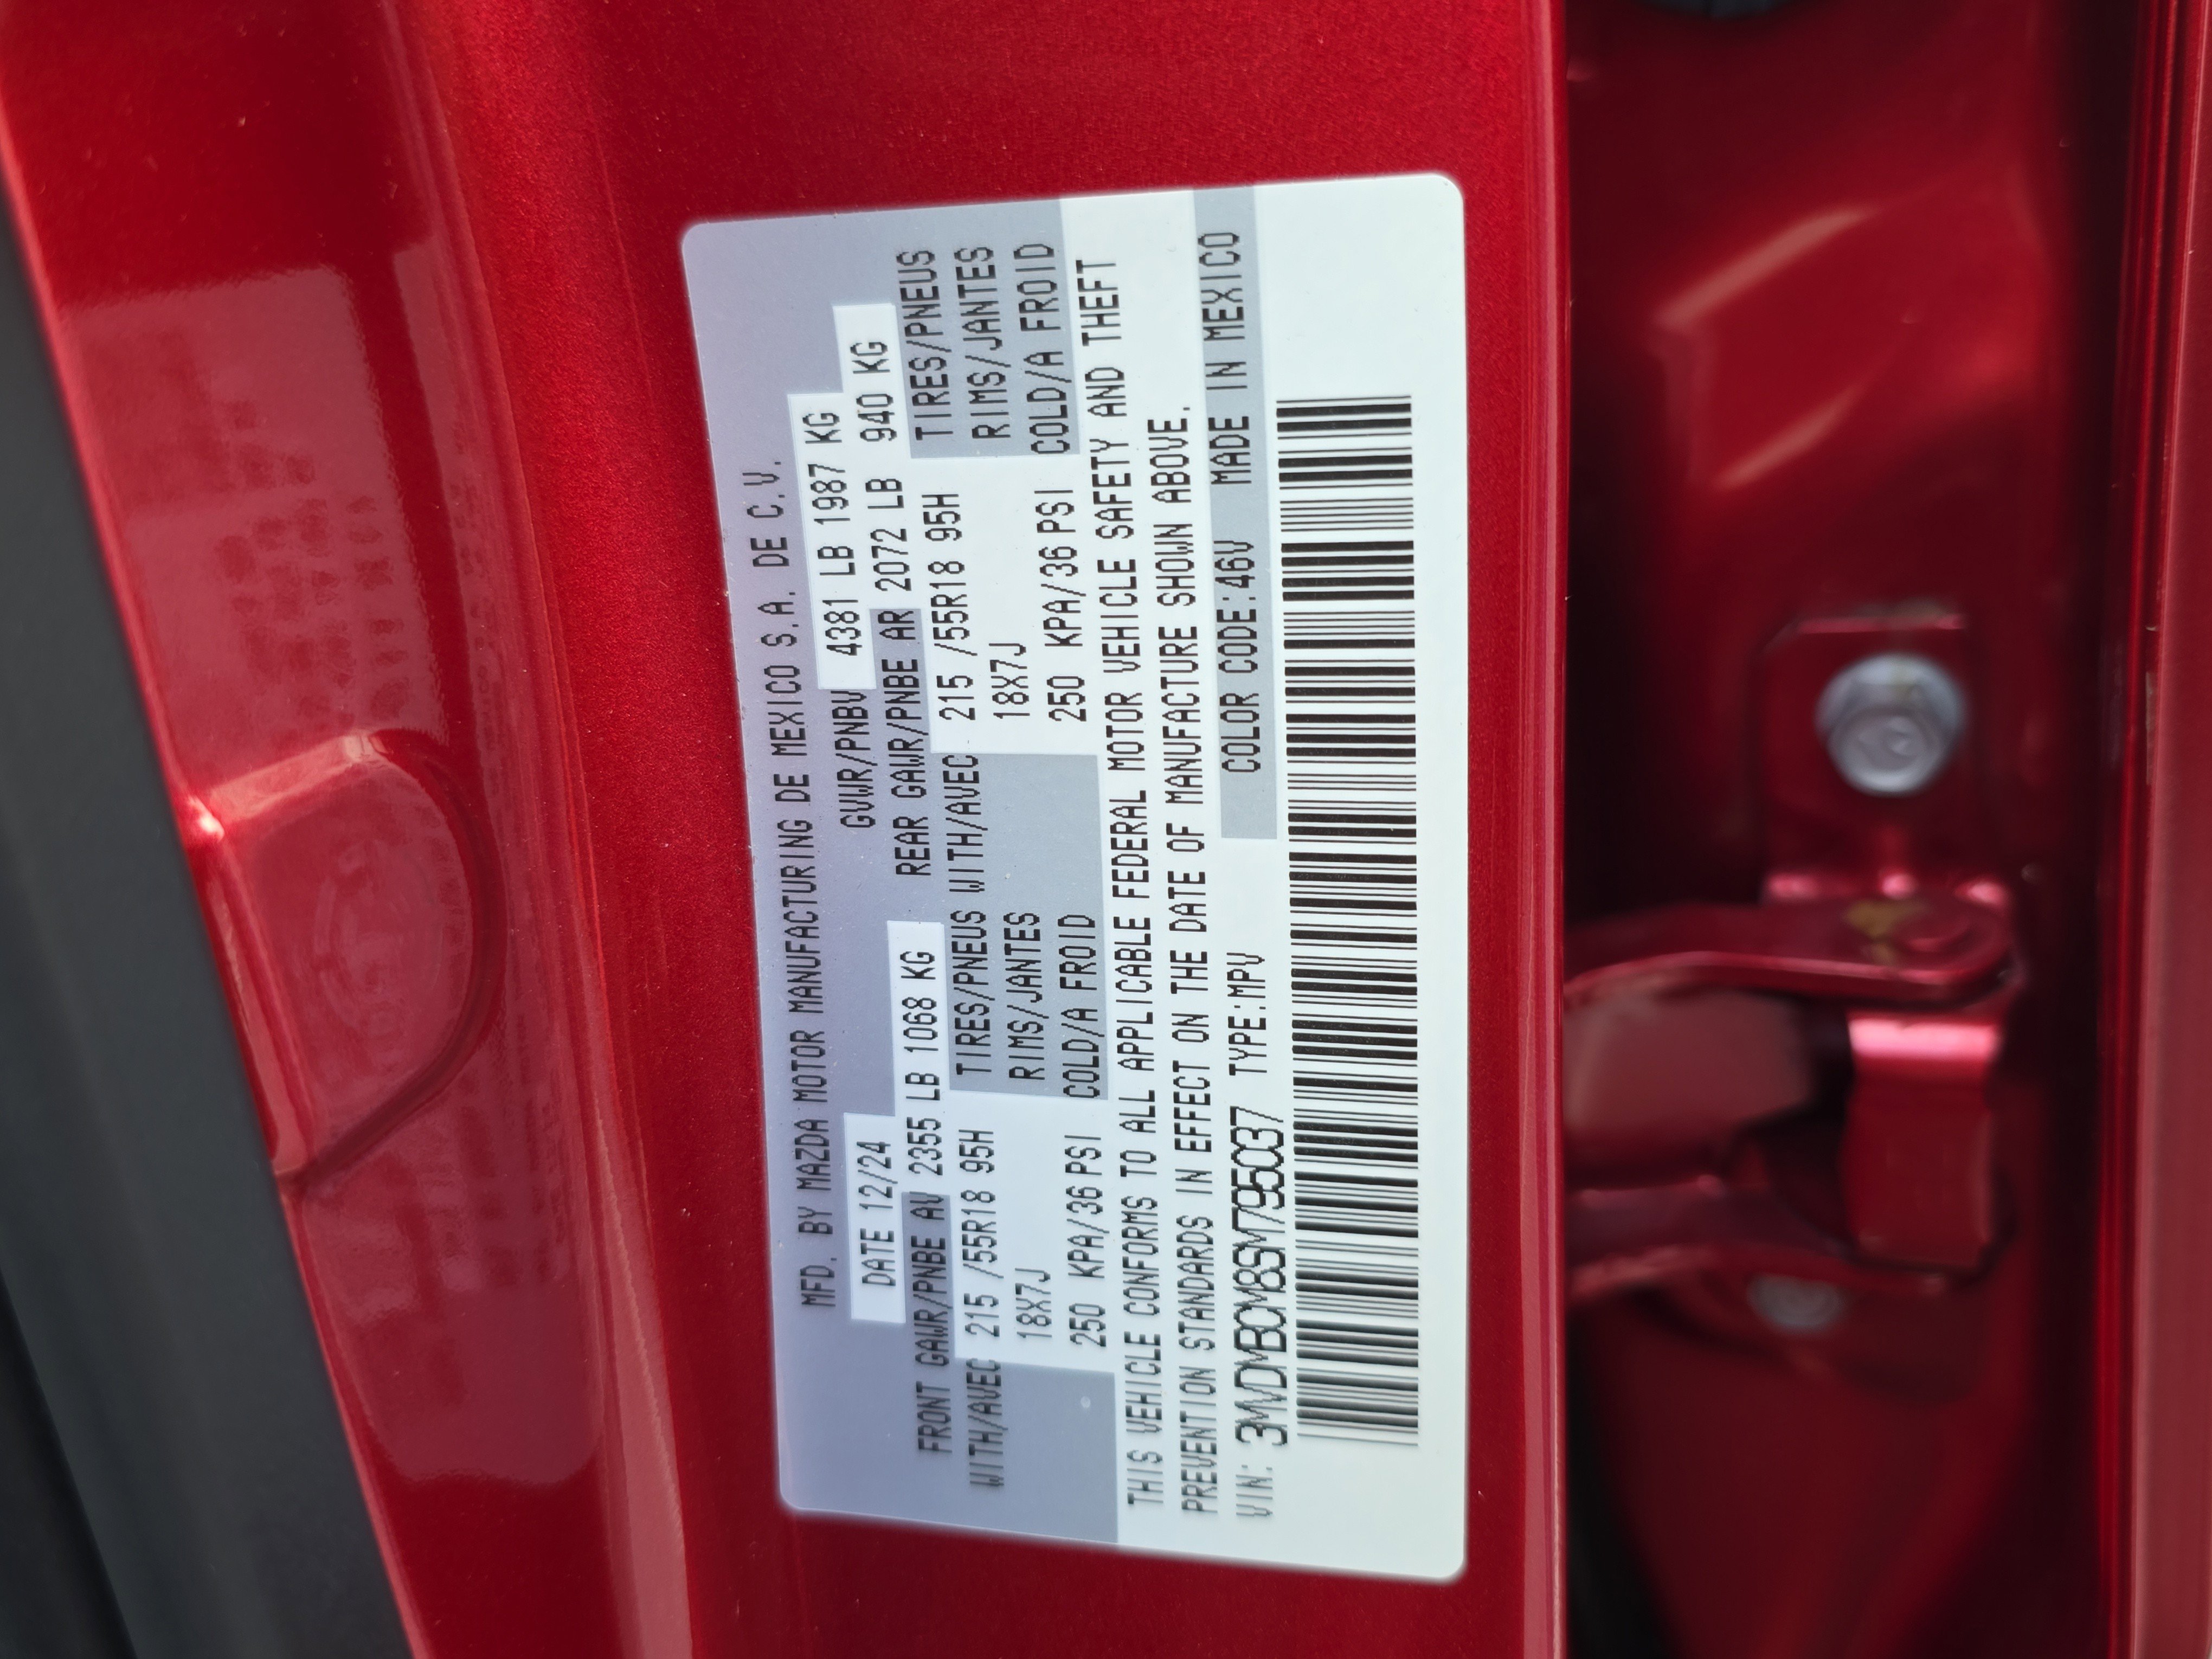 MFD. BY MAZDA MOTOR MANUFACTURING DE MEXICO S.A. DE C.V.
DATE 12/24 GVWR/PNBV 4381 LB 1987 KG
FRONT GAWR/PNBE AV 2355 LB 1068 KG REAR GAWR/PNBE AR 2072 LB 940 KG
WITH/AVEC 215 /55R18 95H TIRES/PNEUS WITH/AVEC 215 /55R18 95H TIRES/PNEUS
18X7J RIMS/JANTES 18X7J RIMS/JANTES
250 KPA/36 PSI COLD/A FROID 250 KPA/36 PSI COLD/A FROID
THIS VEHICLE CONFORMS TO ALL APPLICABLE FEDERAL MOTOR VEHICLE SAFETY AND THEFT
PREVENTION STANDARDS IN EFFECT ON THE DATE OF MANUFACTURE SHOWN ABOVE.
VIN: 3MVDMBCM8SM795037 TYPE:MPV COLOR CODE:46V MADE IN MEXICO